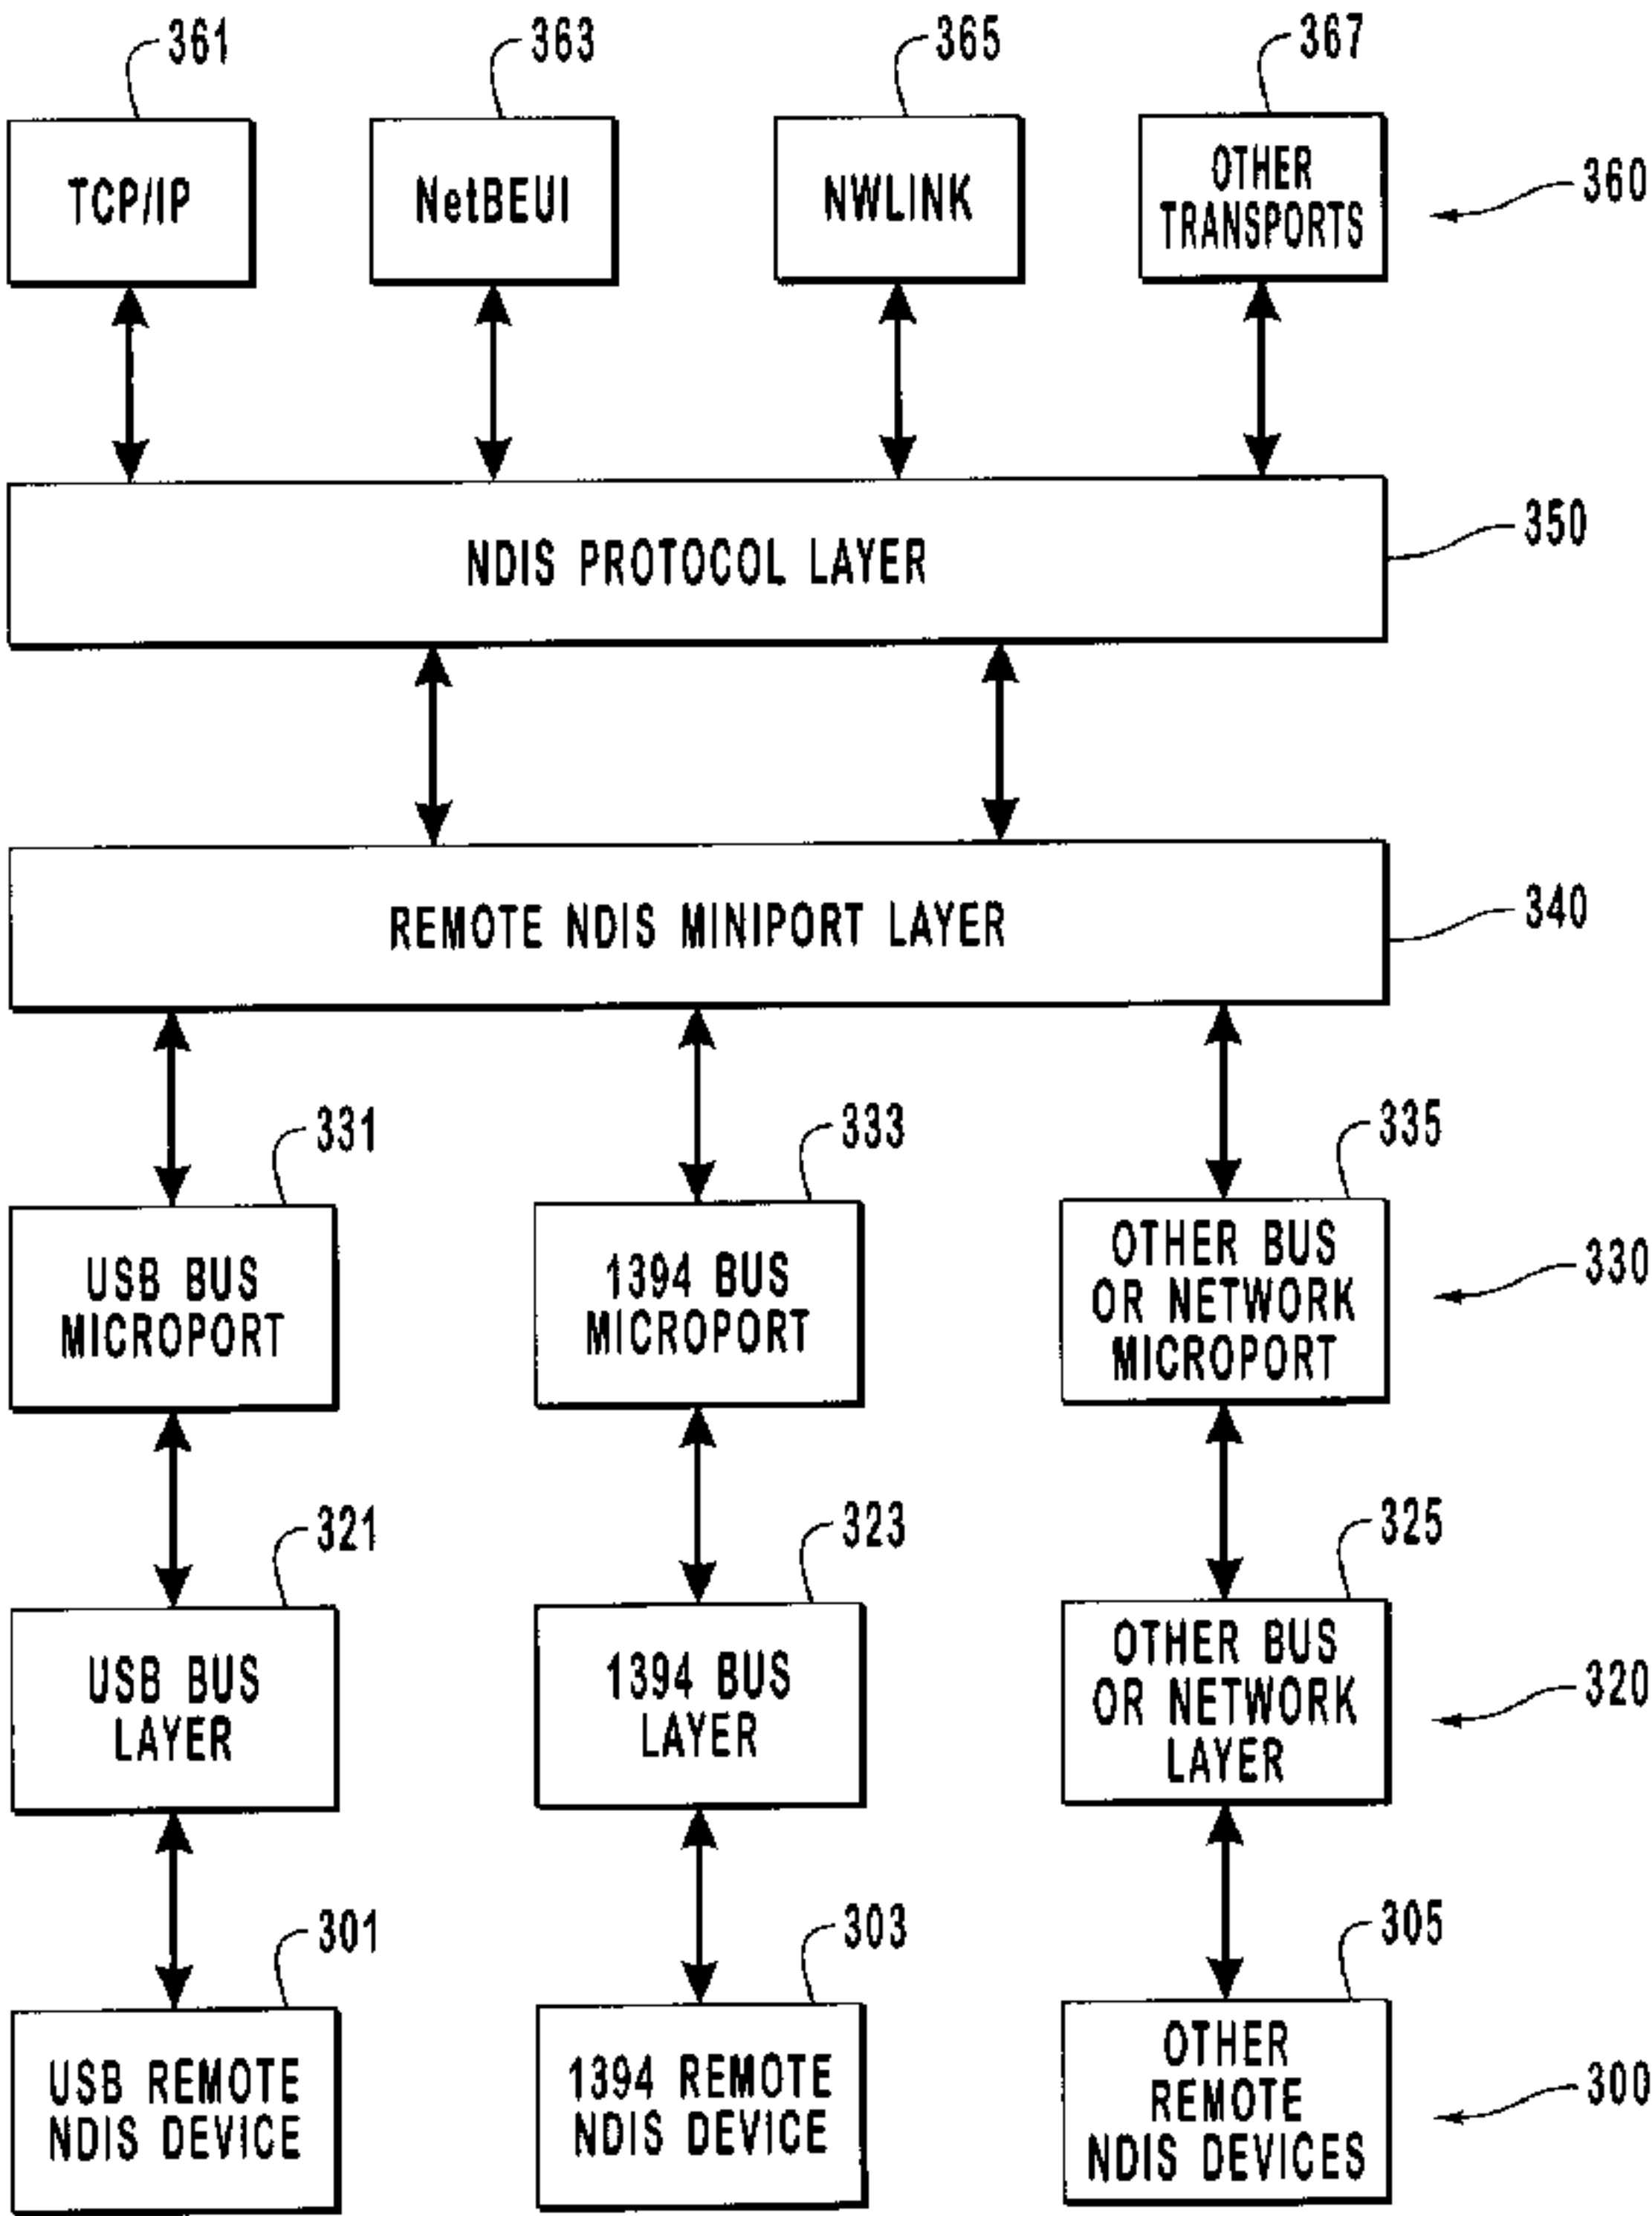 361
363
365
367
TCP/IP
NetBEUI
NWLINK
OTHER
TRANSPORTS
360
350
NDIS PROTOCOL LAYER
340
REMOTE NDIS MINIPORT LAYER
331
333
335
USB BUS
MICROPORT
1394 BUS
MICROPORT
OTHER BUS
OR NETWORK
MICROPORT
330
321
323
325
USB BUS
LAYER
1394 BUS
LAYER
OTHER BUS
OR NETWORK
LAYER
320
301
303
305
USB REMOTE
NDIS DEVICE
1394 REMOTE
NDIS DEVICE
OTHER
REMOTE
NDIS DEVICES
300